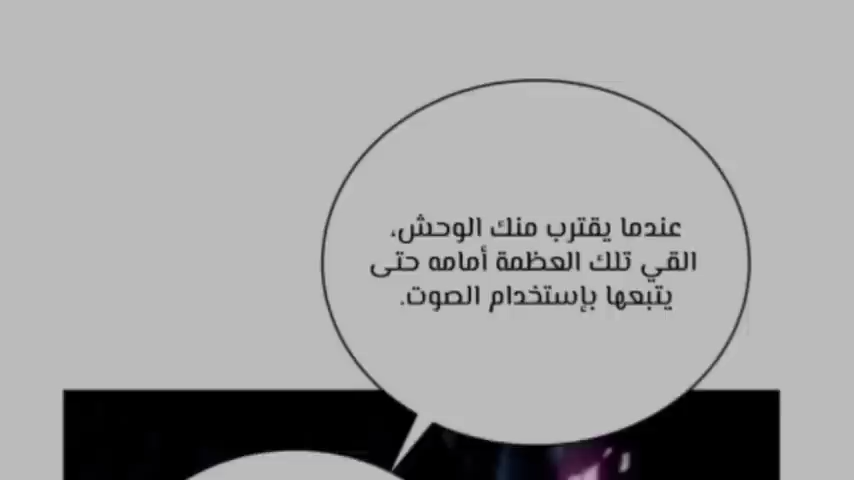 عندما يقترب منك الوحش،
القي تلك العظمة أمامه حتى
يتبعها بإستخدام الصوت.